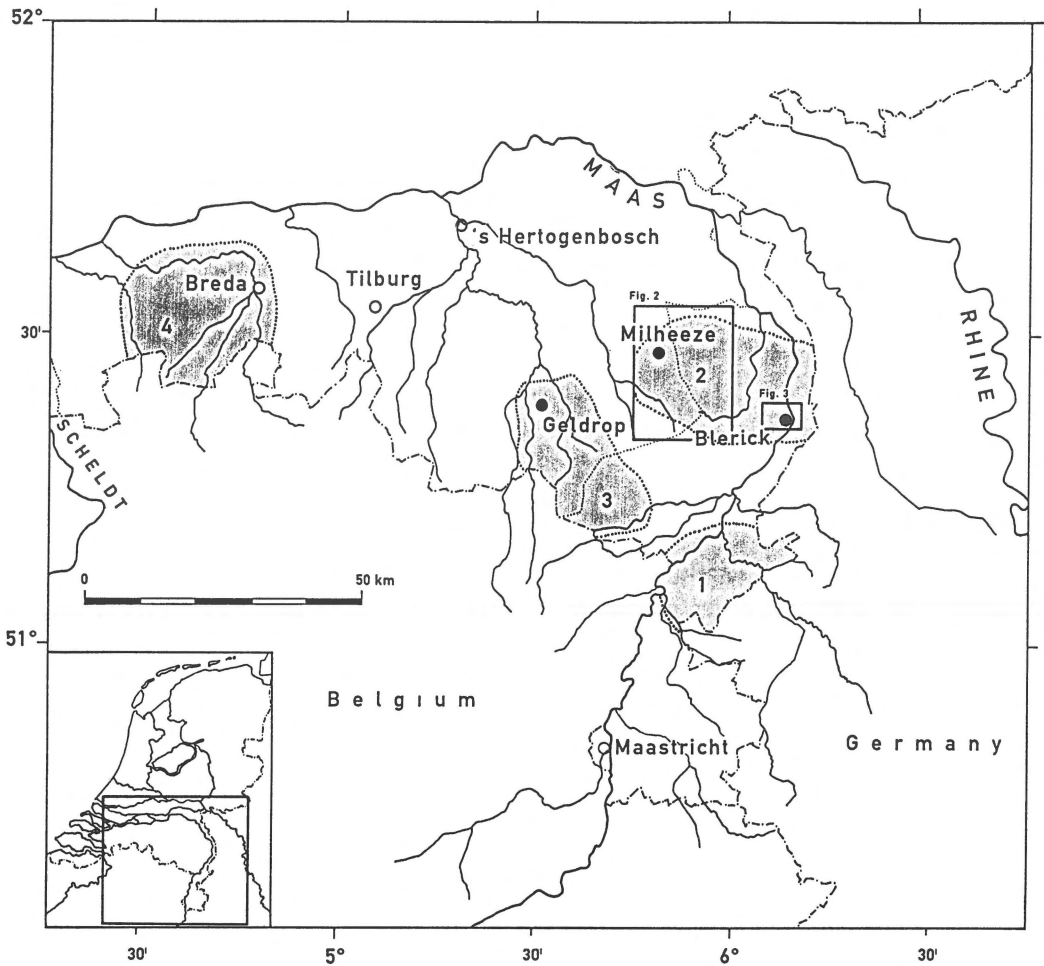 52°
MAAS
's Hertogenbosch
Breda
Tilburg
Fig. 2
30'
4
Milheeze
2
RHINE
Fig. 3
Geldrop
Blerick
SCHELDT
3
0
50 km
1
51°
Belgium
Maastricht
Germany
30'
5°
30'
6°
30'